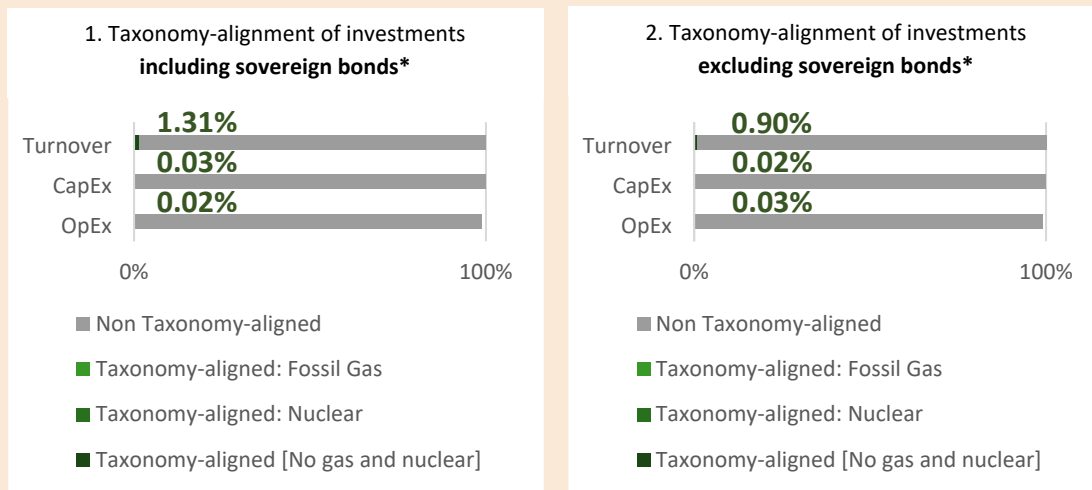 1. Taxonomy-alignment of investments
including sovereign bonds*
1.31%
Turnover
0.03%
CapEx
0.02%
OpEx
0%
100%
Non Taxonomy-aligned
Taxonomy-aligned: Fossil Gas
Taxonomy-aligned: Nuclear
Taxonomy-aligned [No gas and nuclear]
2. Taxonomy-alignment of investments
excluding sovereign bonds*
0.90%
Turnover
0.02%
CapEx
0.03%
OpEx
0%
100%
Non Taxonomy-aligned
Taxonomy-aligned: Fossil Gas
Taxonomy-aligned: Nuclear
Taxonomy-aligned [No gas and nuclear]